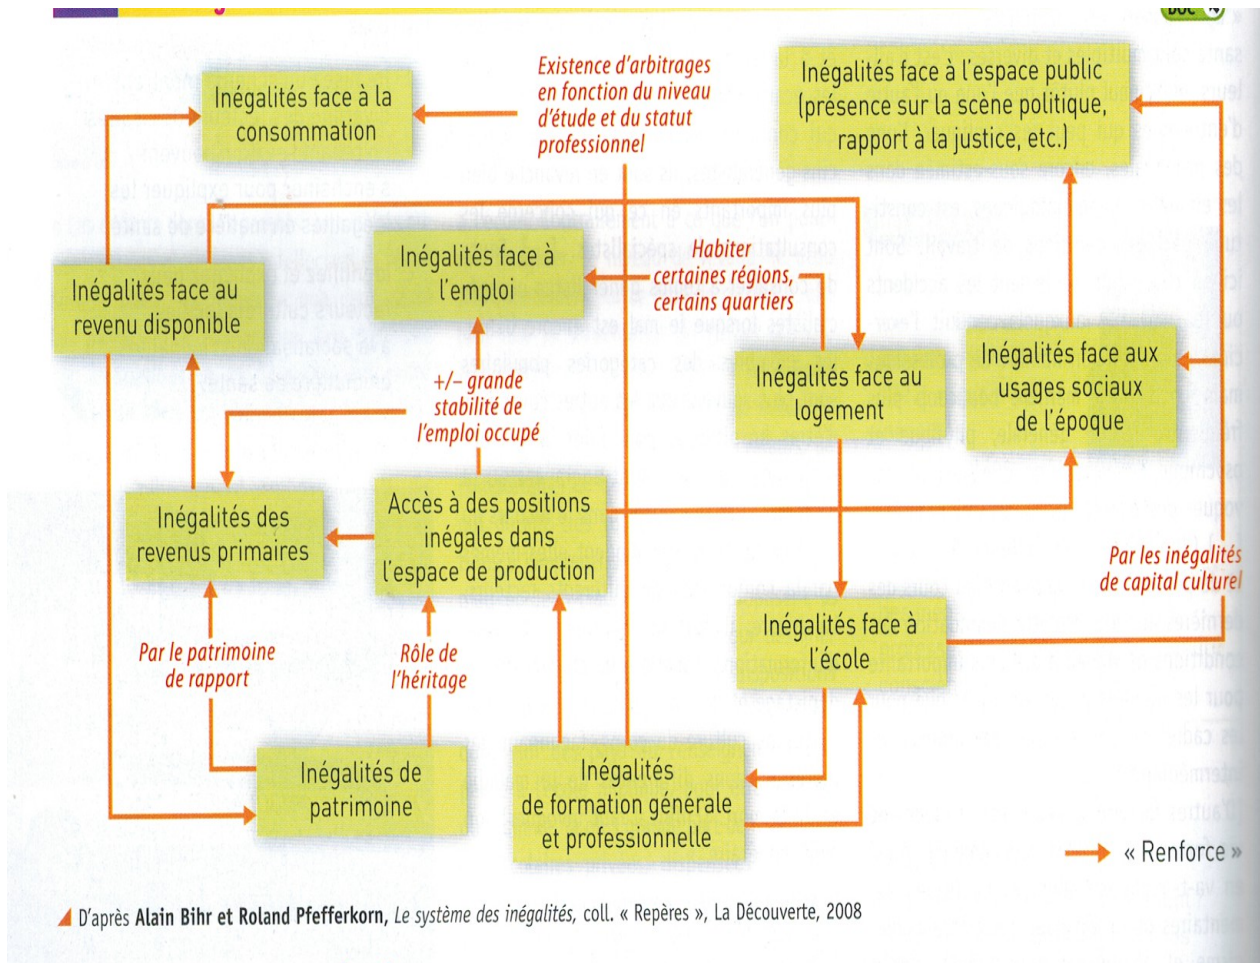 DOC
Inégalités face à la
consommation
Existence d'arbitrages
en fonction du niveau
d'étude et du statut
professionnel
Inégalités face à l'espace public
(présence sur la scène politique,
rapport à la justice, etc.)
Inégalités face au
revenu disponible
Inégalités face à
l'emploi
Habiter
certaines régions,
certains quartiers
Inégalités face au
logement
Inégalités face aux
usages sociaux
de l'époque
+/– grande
stabilité de
l'emploi occupé
Inégalités des
revenus primaires
Accès à des positions
inégales dans
l'espace de production
Par les inégalités
de capital culturel
Inégalités face à
l'école
Par le patrimoine
de rapport
Rôle de
l'héritage
Inégalités de
patrimoine
Inégalités
de formation générale
et professionnelle
« Renforce »
D'après Alain Bihr et Roland Pfefferkorn, Le système des inégalités, coll. « Repères », La Découverte, 2008